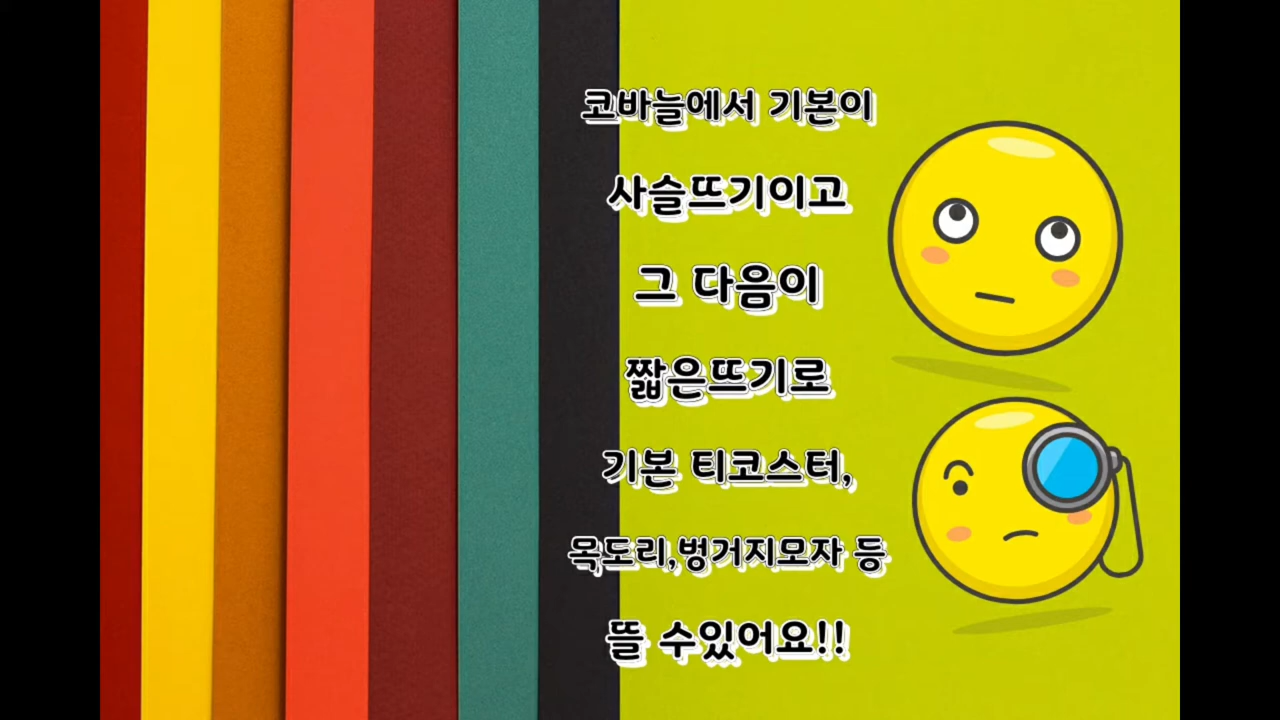 코바늘에서 기본이
사슬뜨기이고
그 다음이
짧은뜨기로
기본 티코스터,
목도리,벙거지모자 등
뜰 수있어요!!